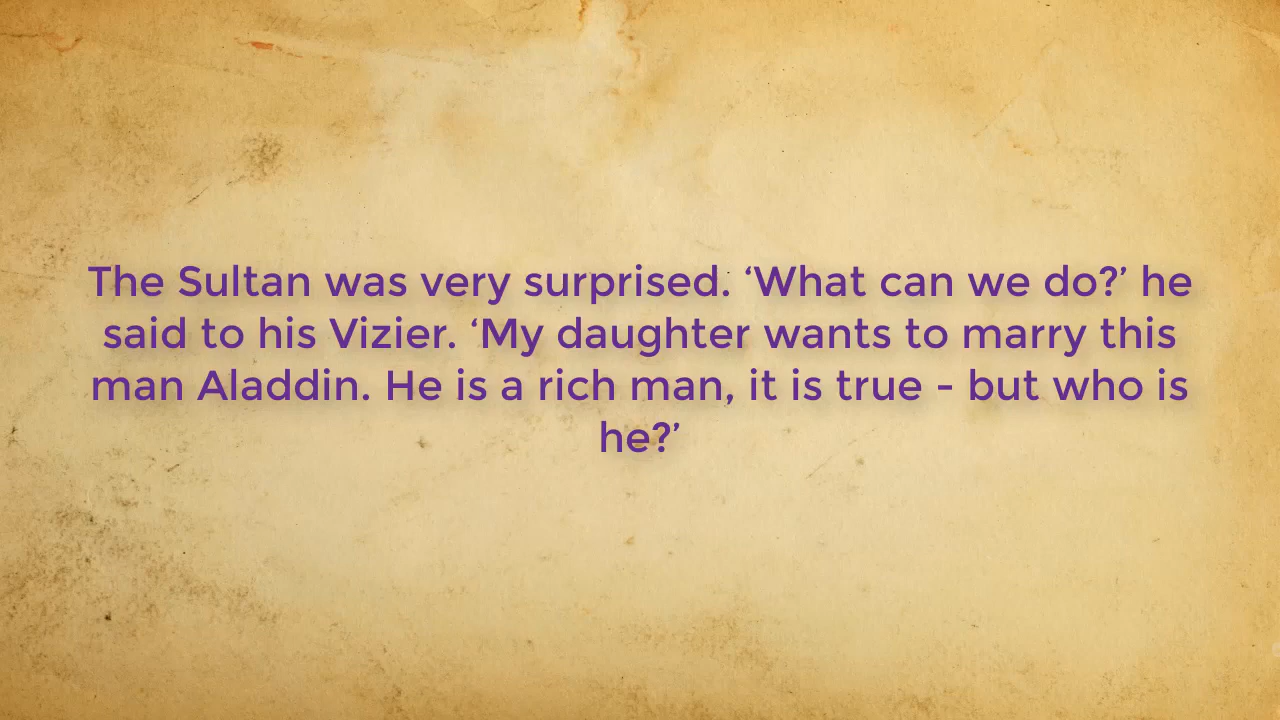 The Sultan was very surprised. ‘What can we do?’ he
said to his Vizier. ‘My daughter wants to marry this
man Aladdin. He is a rich man, it is true - but who is
he?’